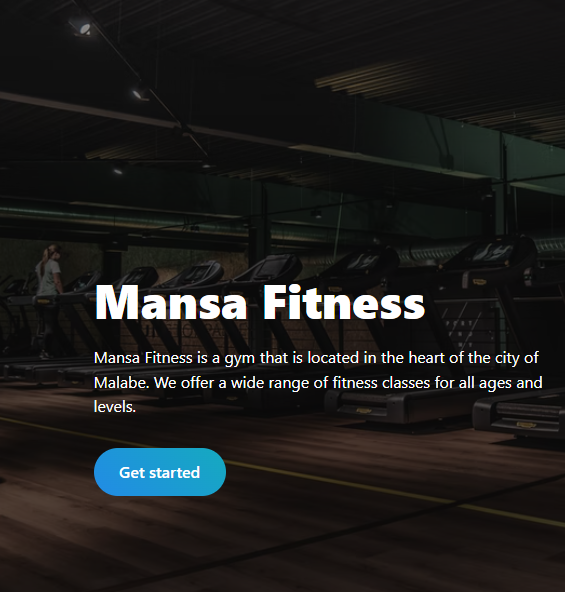 Mansa Fitness
Mansa Fitness is a gym that is located in the heart of the city of
Malabe. We offer a wide range of fitness classes for all ages and
levels.
Get started